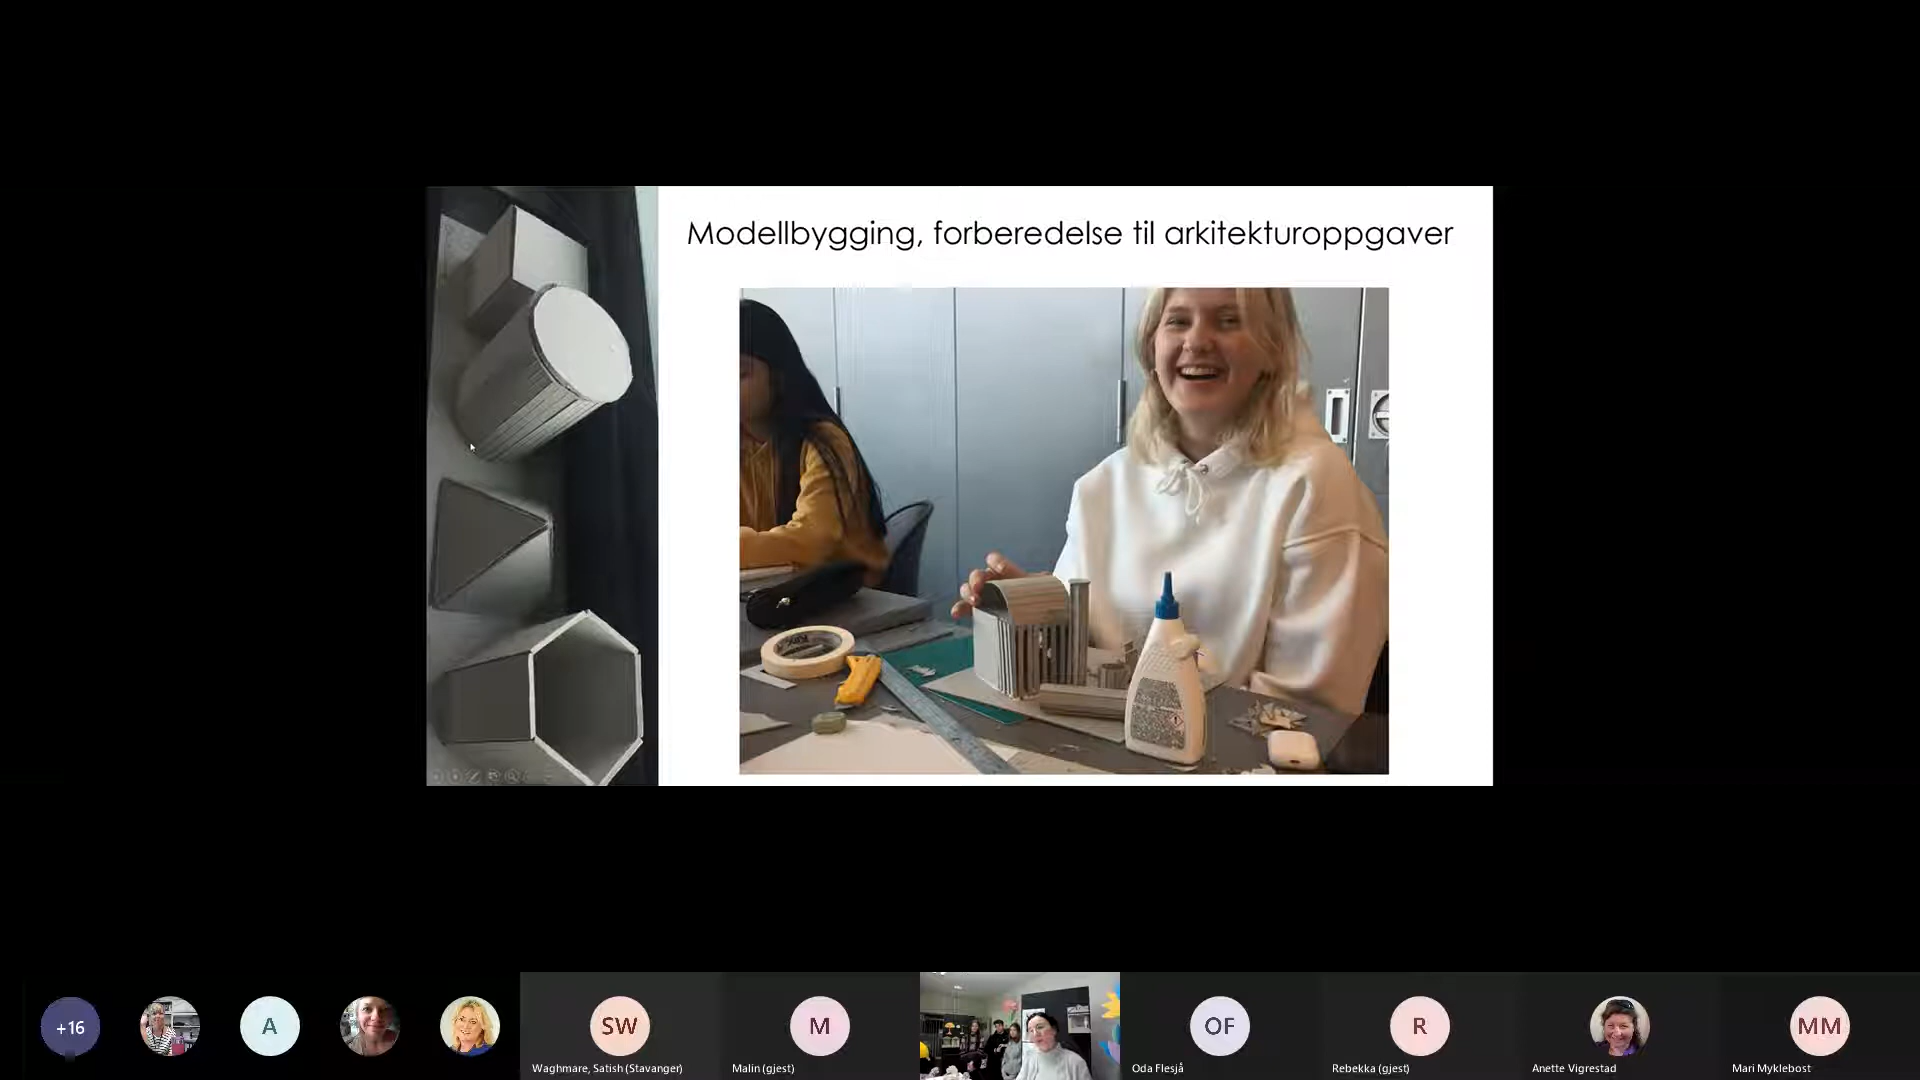 Modellbygging, forberedelse til arkitekturoppgaver
+16
A
SW
M
OF
R
MM
Waghmare, Satish (Stavanger)
Malin (gjest)
Oda Flesjå
Rebekka (gjest)
Anette Vigrestad
Mari Myklebost